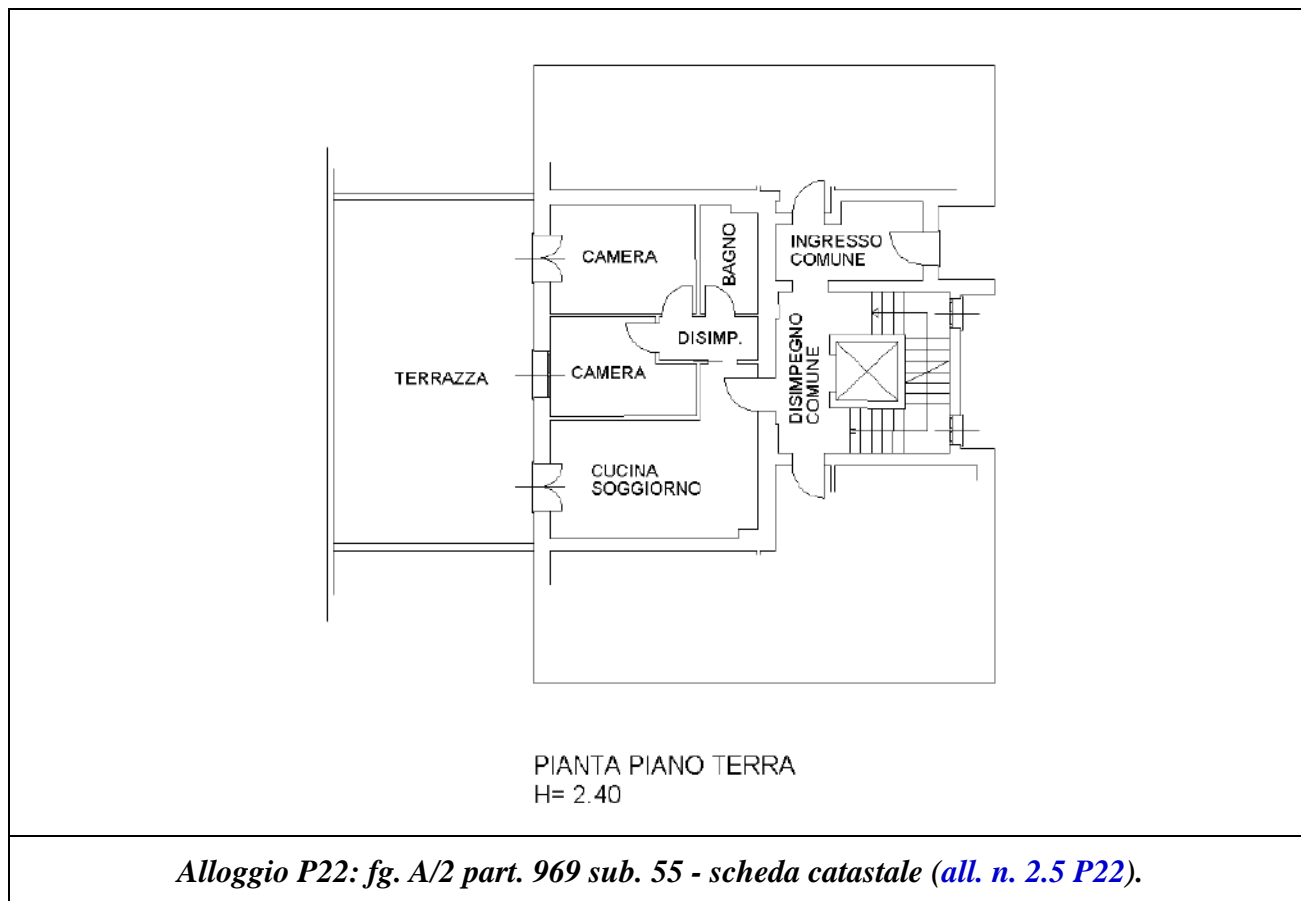 CAMERA
BAGNO
INGRESSO
COMUNE
DISIMP.
TERRAZZA
CAMERA
DISIMPEGNO
COMUNE
CUCINA
SOGGIORNO
PIANTA PIANO TERRA
H= 2.40
Alloggio P22: fg. A/2 part. 969 sub. 55 - scheda catastale (all. n. 2.5 P22).